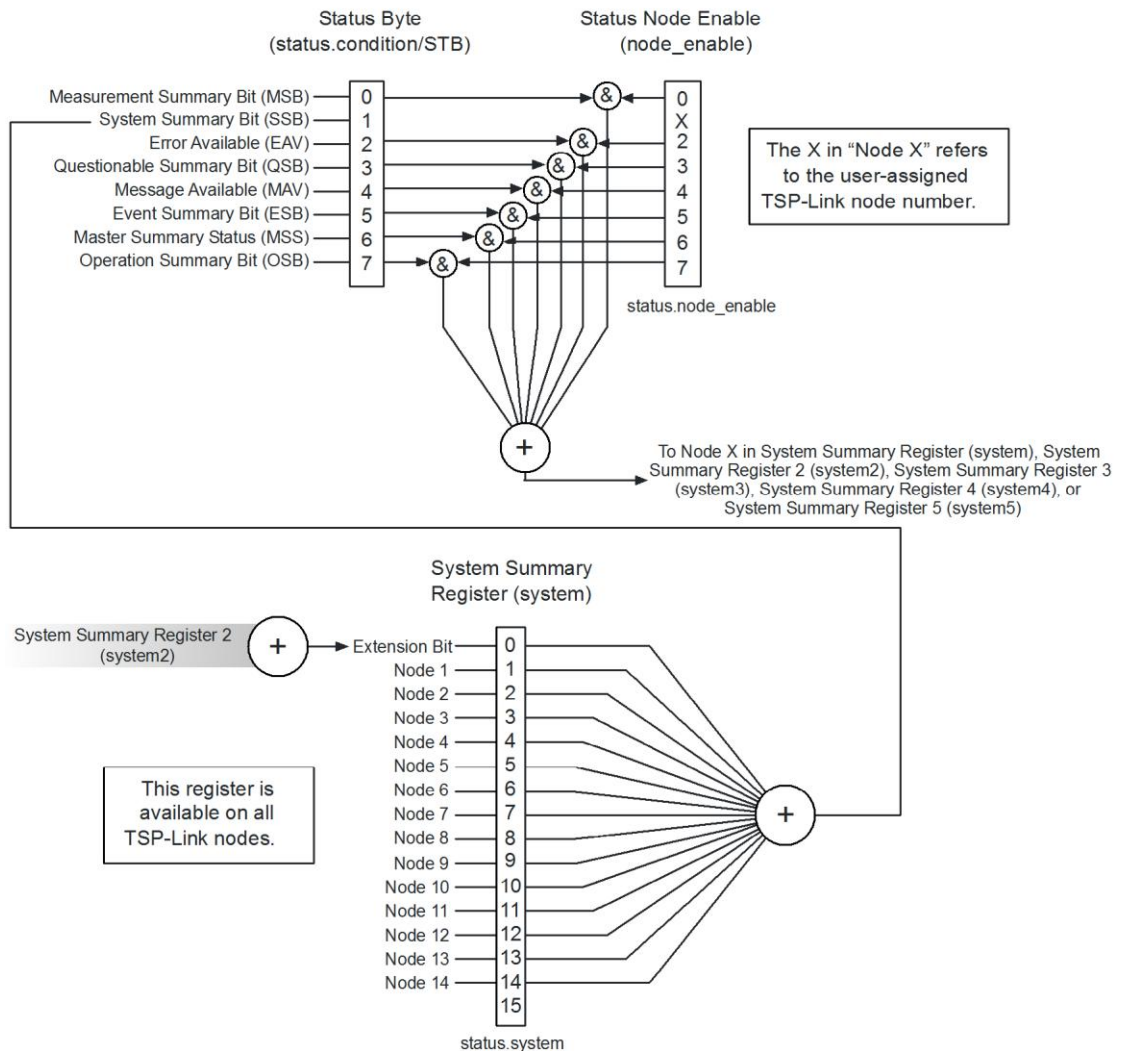 Status Byte
(status.condition/STB)
Status Node Enable
(node_enable)
Measurement Summary Bit (MSB)
System Summary Bit (SSB)
Error Available (EAV)
Questionable Summary Bit (QSB)
Message Available (MAV)
Event Summary Bit (ESB)
Master Summary Status (MSS)
Operation Summary Bit (OSB)
0
1
2
3
4
5
6
7
&
&
&
&
&
&
&
0
X
2
3
4
5
6
7
status.node_enable
The X in “Node X” refers
to the user-assigned
TSP-Link node number.
+
To Node X in System Summary Register (system), System
Summary Register 2 (system2), System Summary Register 3
(system3), System Summary Register 4 (system4), or
System Summary Register 5 (system5)
System Summary
Register (system)
System Summary Register 2
(system2)
+
Extension Bit
Node 1
Node 2
Node 3
Node 4
Node 5
Node 6
Node 7
Node 8
Node 9
Node 10
Node 11
Node 12
Node 13
Node 14
0
1
2
3
4
5
6
7
8
9
10
11
12
13
14
15
+
This register is
available on all
TSP-Link nodes.
status.system